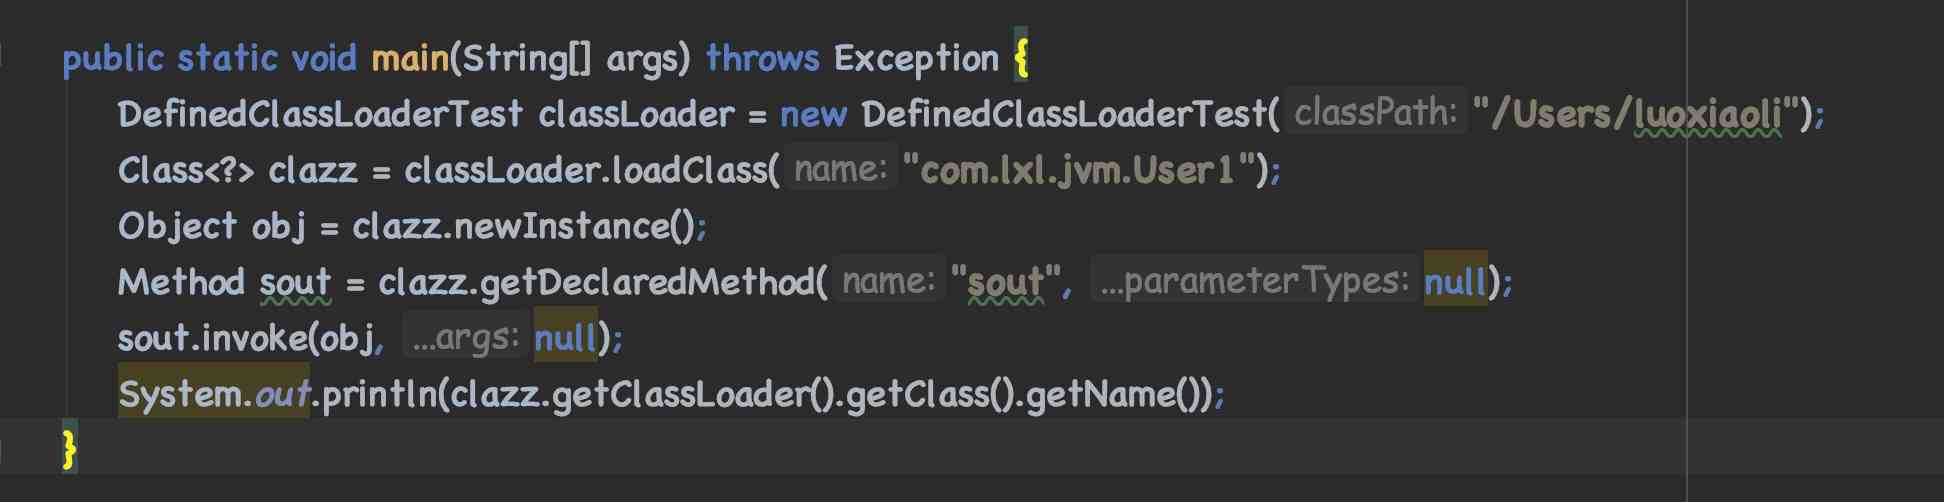 public static void main(String[] args) throws Exception {
DefinedClassLoaderTest classLoader = new DefinedClassLoaderTest( classPath: "/Users/luoxiaoli");
Class<?> clazz = classLoader.loadClass( name: "com.lxl.jvm.User1");
Object obj = clazz.newInstance();
Method sout = clazz.getDeclaredMethod( name: "sout", ...parameterTypes: null);
sout.invoke(obj, ...args: null);
System.out.println(clazz.getClassLoader().getClass().getName());
}